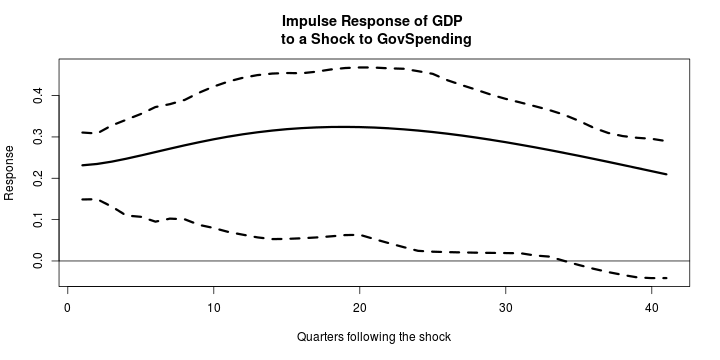 Impulse Response of GDP
to a Shock to GovSpending
Response
0.4
0.3
0.2
0.1
0.0
0 10 20 30 40
Quarters following the shock